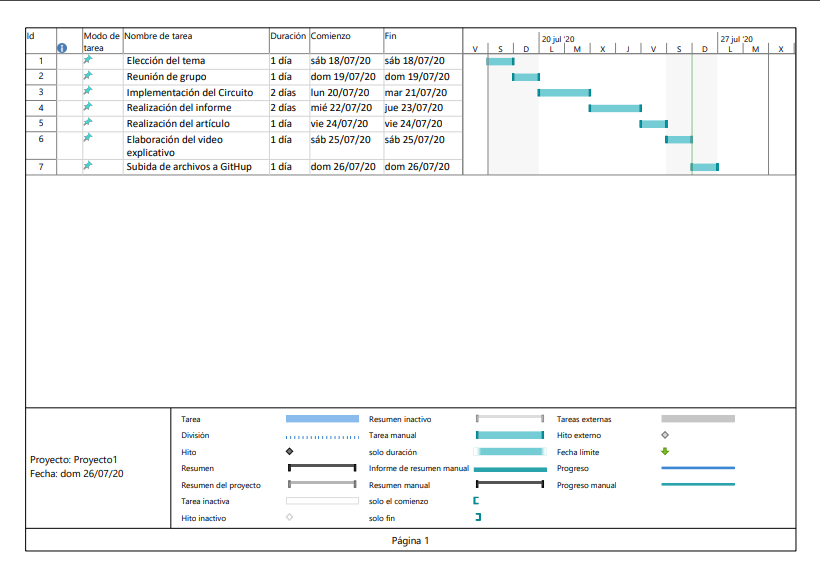 Id Modo de tarea Nombre de tarea Duración Comienzo Fin 20 jul '20 27 jul '20
V S D L M X J V S D L M X
1 Elección del tema 1 día sáb 18/07/20 sáb 18/07/20
2 Reunión de grupo 1 día dom 19/07/20 dom 19/07/20
3 Implementación del Circuito 2 días lun 20/07/20 mar 21/07/20
4 Realización del informe 2 días mié 22/07/20 jue 23/07/20
5 Realización del artículo 1 día vie 24/07/20 vie 24/07/20
6 Elaboración del video explicativo 1 día sáb 25/07/20 sáb 25/07/20
7 Subida de archivos a GitHup 1 día dom 26/07/20 dom 26/07/20
Proyecto: Proyecto1
Fecha: dom 26/07/20
Tarea Resumen inactivo Tareas externas
División Tarea manual Hito externo
Hito solo duración Fecha límite
Resumen Informe de resumen manual Progreso
Resumen del proyecto Resumen manual Progreso manual
Tarea inactiva solo el comienzo
Hito inactivo solo fin
Página 1